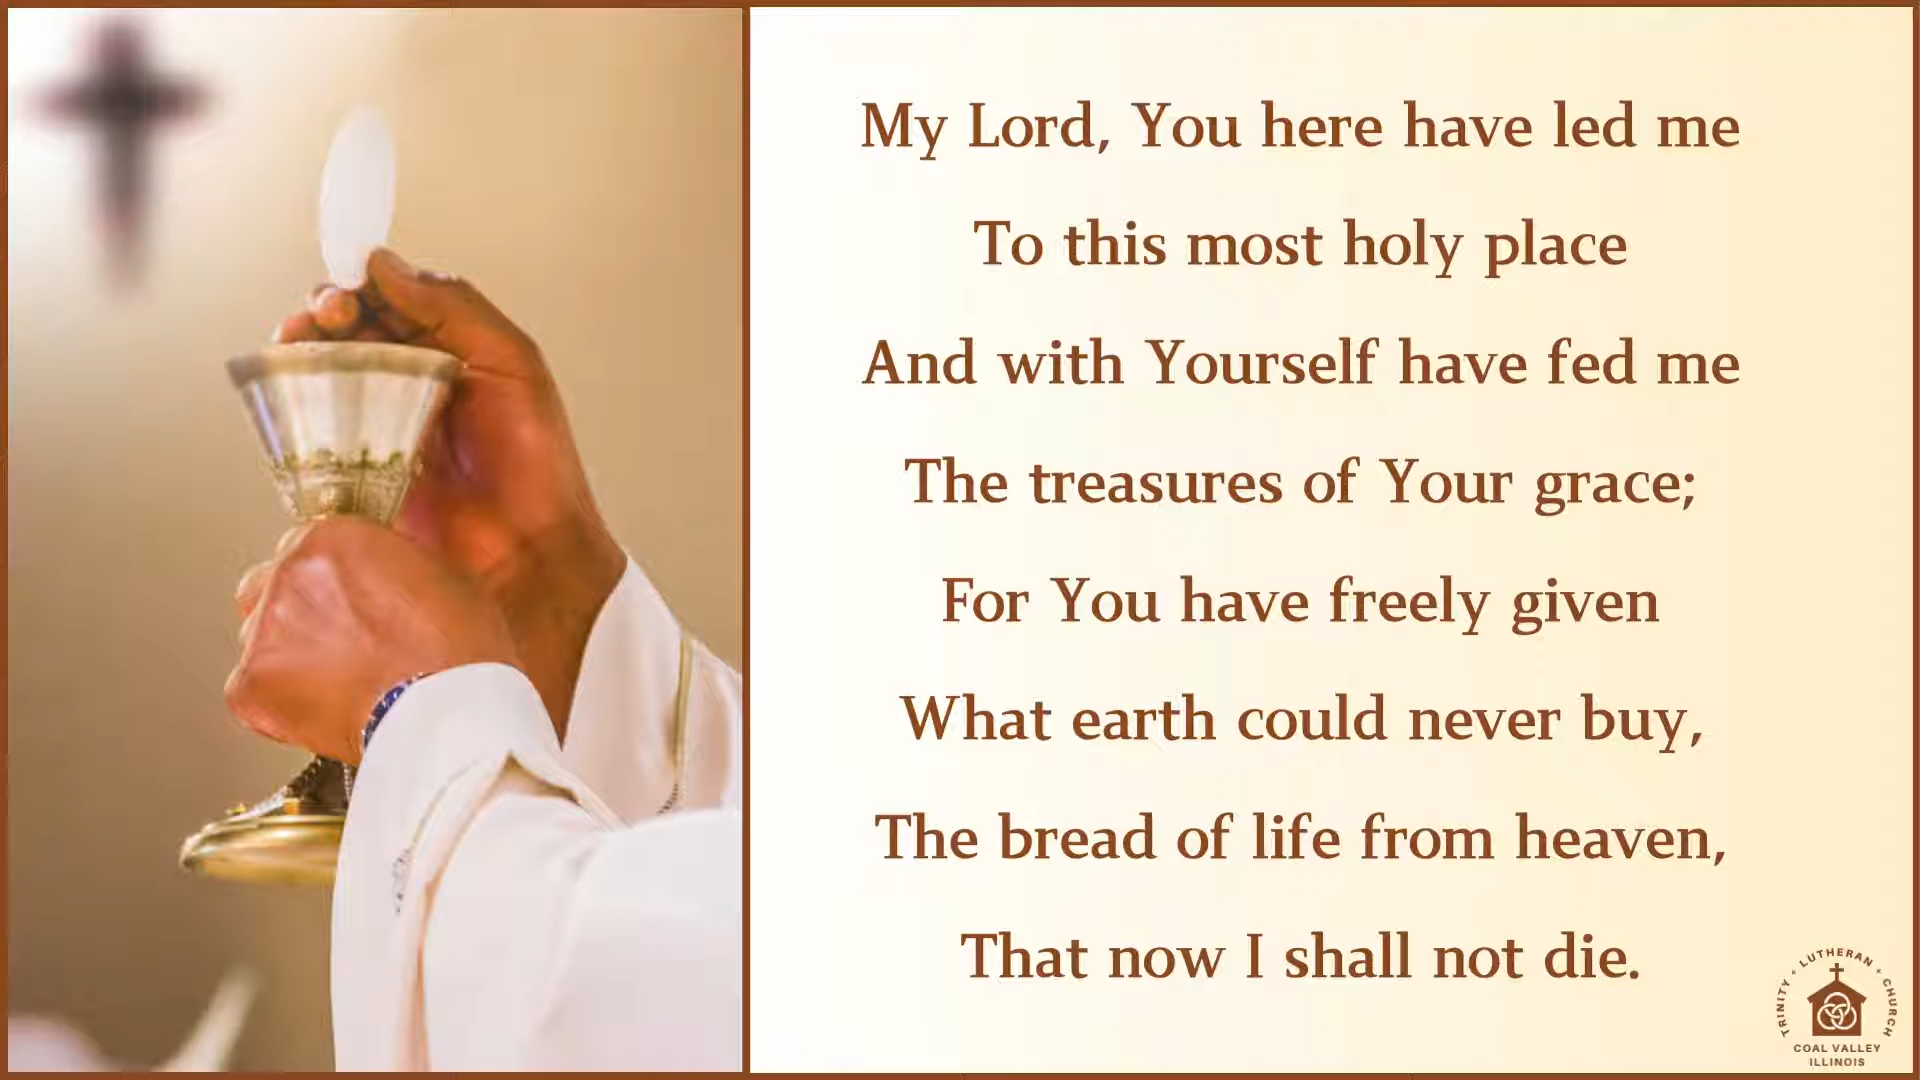 My Lord, You here have led me
To this most holy place
And with Yourself have fed me
The treasures of Your grace;
For You have freely given
What earth could never buy,
The bread of life from heaven,
That now I shall not die.
TRINITY + LUTHERAN + CHURCH
COAL VALLEY
ILLINOIS